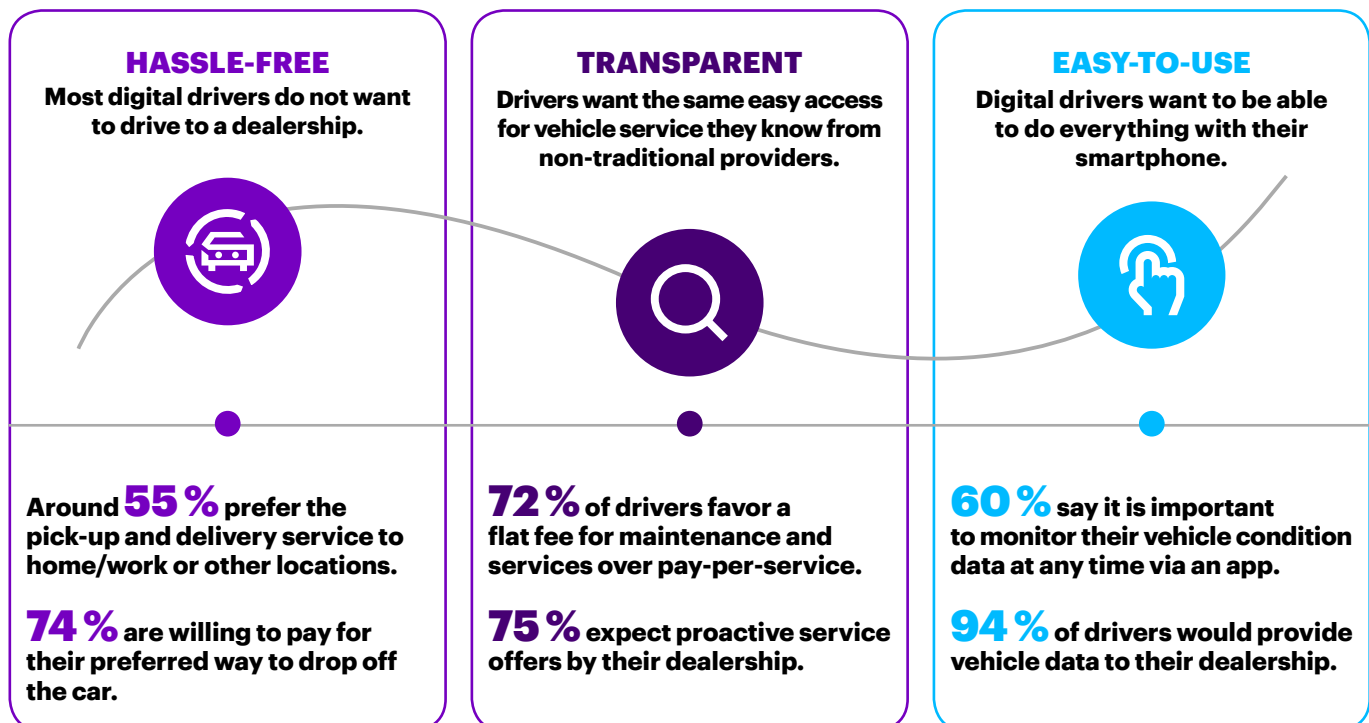 HASSLE-FREE
Most digital drivers do not want
to drive to a dealership.
Around 55 % prefer the
pick-up and delivery service to
home/work or other locations.
74 % are willing to pay for
their preferred way to drop off
the car.
TRANSPARENT
Drivers want the same easy access
for vehicle service they know from
non-traditional providers.
72 % of drivers favor a
flat fee for maintenance and
services over pay-per-service.
75 % expect proactive service
offers by their dealership.
EASY-TO-USE
Digital drivers want to be able
to do everything with their
smartphone.
60 % say it is important
to monitor their vehicle condition
data at any time via an app.
94 % of drivers would provide
vehicle data to their dealership.